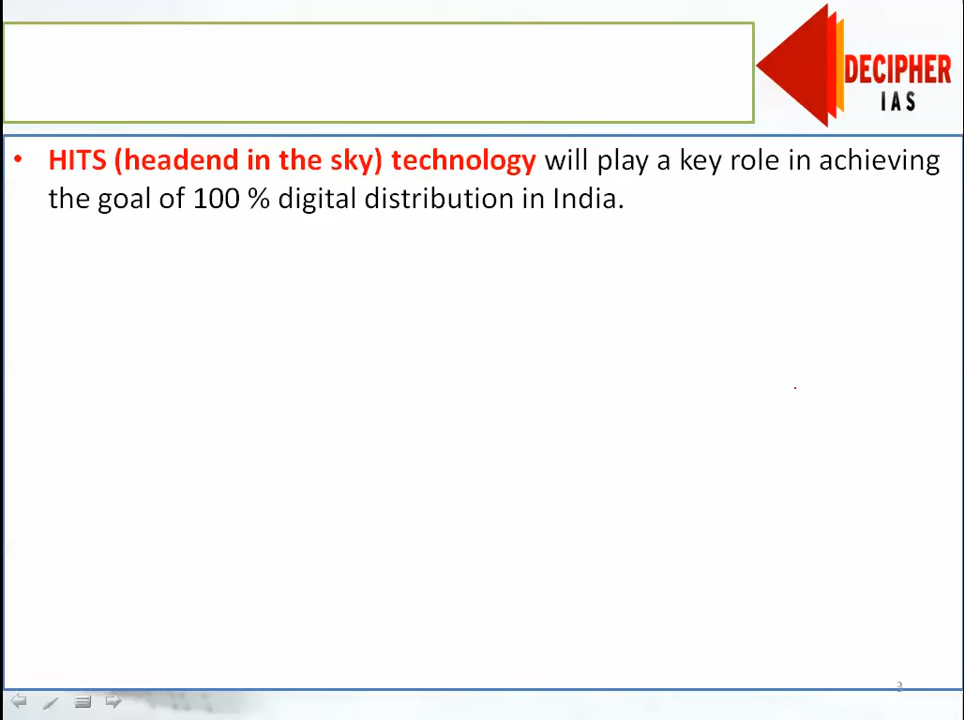 DECIPHER
IAS
• HITS (headend in the sky) technology will play a key role in achieving
the goal of 100 % digital distribution in India.
3